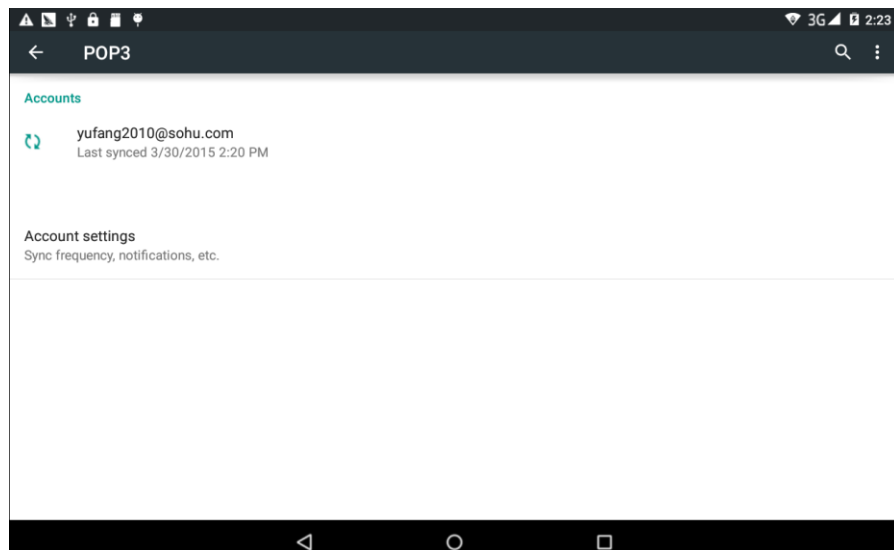 3G 2:23
POP3
Accounts
yufang2010@sohu.com
Last synced 3/30/2015 2:20 PM
Account settings
Sync frequency, notifications, etc.